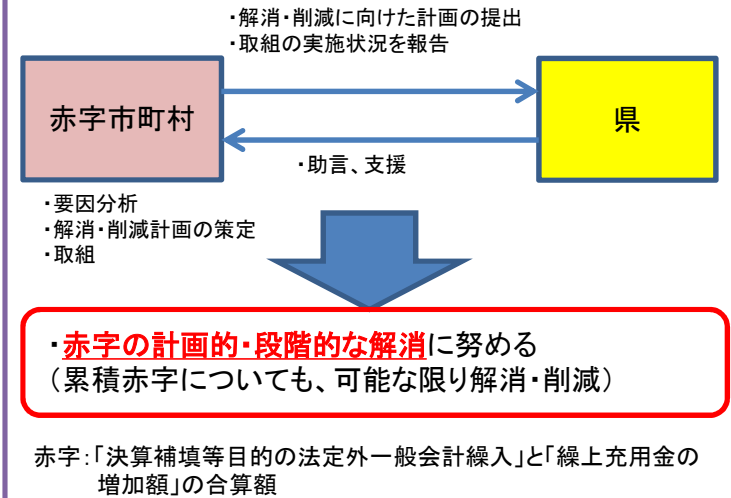 ・解消・削減に向けた計画の提出
・取組の実施状況を報告
赤字市町村
県
・助言、支援
・要因分析
・解消・削減計画の策定
・取組
・赤字の計画的・段階的な解消に努める
（累積赤字についても、可能な限り解消・削減）
赤字：「決算補填等目的の法定外一般会計繰入」と「繰上充用金の
増加額」の合算額